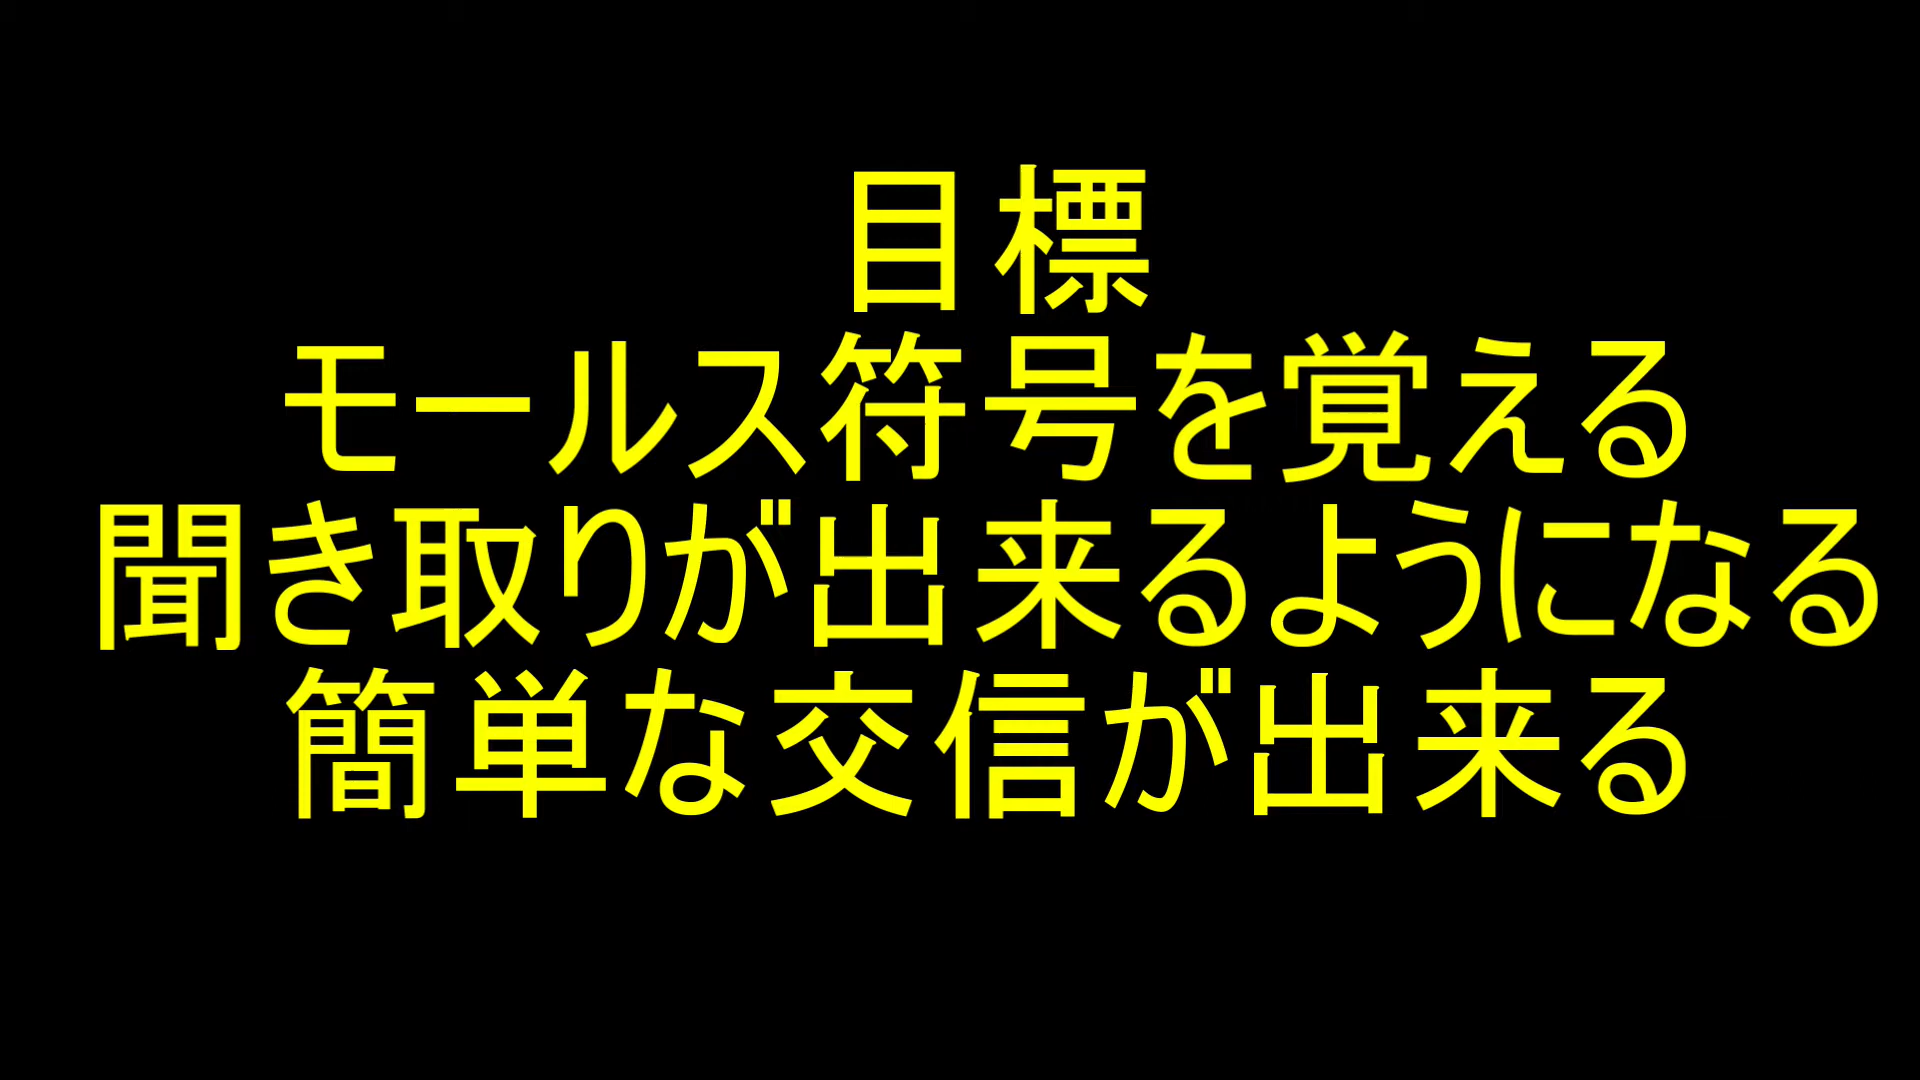 目標
モールス符号を覚える
聞き取りが出来るようになる
簡単な交信が出来る